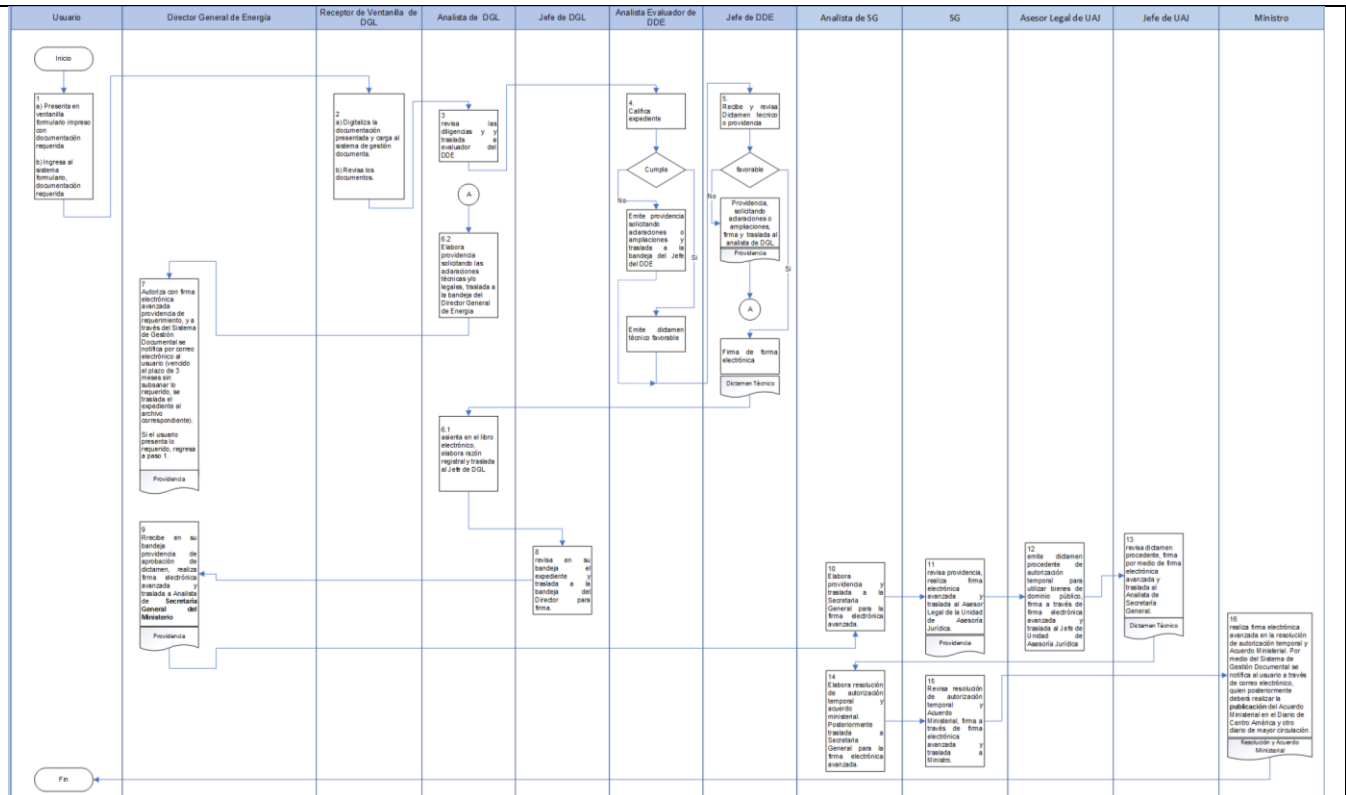 Usuario
Director General de Energía
Receptor de Ventanilla de
DGL
Analista de DGL
Jefe de DGL
Analista Evaluador de
DDE
Jefe de DDE
Analista de SG
SG
Asesor Legal de UAJ
Jefe de UAJ
Ministro
Inicio
1
a) Presenta en
ventanilla
formulario impreso
con
documentación
requerida
b) Ingresa al
sistema
formulario,
documentación
requerida
2
a) Digitaliza la
documentación
presentada y carga al
sistema de gestión
documenta.
b) Revisa los
documentos.
3
revisa las
diligencias y y
traslada a
evaluador del
DDE
4.
Califica
expediente
Cumple
No
Si
Emite providencia
solicitando
aclaraciones o
ampliaciones y
traslada a la
bandeja del Jefe
del DDE
Emite dictamen
técnico favorable
5.
Recibe y revisa
Dictamen tecnico
o providencia
favorable
No
Si
Providencia,
solicitando
aclaraciones o
ampliaciones,
firma y traslada al
analista de DGL
Providencia
A
Firma de forma
electrónica
Dictamen Técnico
A
6.2
Elabora
providencia
solicitando las
aclaraciones
técnicas y/o
legales, traslada a
la bandeja del
Director General
de Energia
7
Autoriza con firma
electrónica
avanzada
providencia de
requerimiento, y a
través del Sistema
de Gestión
Documental se
notifica por correo
electrónico al
usuario (vencido
el plazo de 3
meses sin
subsanar lo
requerido, se
traslada el
expediente al
archivo
correspondiente).
Si el usuario
presenta lo
requerido, regresa
a paso 1.
Providencia
6.1
asienta en el libro
electrónico,
elabora razón
registral y traslada
al Jefe de DGL
8
revisa en su
bandeja el
expediente y
traslada a la
bandeja del
Director para
firma.
9
Rrecibe en su
bandeja
providencia de
aprobación de
dictamen, realiza
firma electrónica
avanzada y
traslada a Analista
de Secretaría
General del
Ministerio
Providencia
10
Elabora
providencia y
traslada a la
Secretaria
General para la
firma electrónica
avanzada.
11
revisa providencia,
realiza firma
electrónica
avanzada y
traslada al Asesor
Legal de la Unidad
de Asesoría
Jurídica
Providencia
12
emite dictamen
procedente de
autorización
temporal para
utilizar bienes de
dominio público,
firma a través de
firma electrónica
avanzada y
traslada al Jefe de
Unidad de
Asesoría Jurídica
13
revisa dictamen
procedente, firma
por medio de firma
electrónica
avanzada y
traslada al
Analista de
Secretaria
General.
Dictamen Técnico
14
Elabora resolución
de autorización
temporal y
acuerdo
ministerial.
Posteriormente
traslada a
Secretaria
General para la
firma electrónica
avanzada.
15
Revisa resolución
de autorización
temporal y
Acuerdo
Ministerial, firma a
través de firma
electrónica
avanzada y
traslada a
Ministro.
16
realiza firma electrónica
avanzada en la resolución
de autorización temporal y
Acuerdo Ministerial. Por
medio del Sistema de
Gestión Documental se
notifica al usuario a través
de correo electrónico,
quien posteriormente
deberá realizar la
publicación del Acuerdo
Ministerial en el Diario de
Centro América y otro
diario de mayor circulación.
Resolución y Acuerdo
Ministerial
Fin